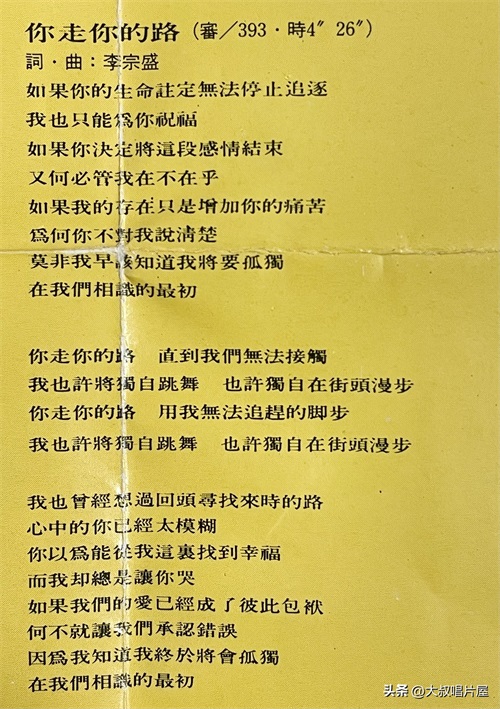 你走你的路（審／393·時4″26″）
詞·曲：李宗盛
如果你的生命註定無法停止追逐
我也只能爲你祝福
如果你決定將這段感情結束
又何必管我在不在乎
如果我的存在只是增加你的痛苦
爲何你不對我說清楚
莫非我早該知道我將要孤獨
在我們相識的最初
你走你的路　直到我們無法接觸
我也許將獨自跳舞　也許獨自在街頭漫步
你走你的路　用我無法追趕的脚步
我也許將獨自跳舞　也許獨自在街頭漫步
我也曾經想過回頭尋找來時的路
心中的你已經太模糊
你以爲能從我這裏找到幸福
而我却總是讓你哭
如果我們的愛已經成了彼此包袱
何不就讓我們承認錯誤
因爲我知道我終於將會孤獨
在我們相識的最初
头条 @大叔唱片屋